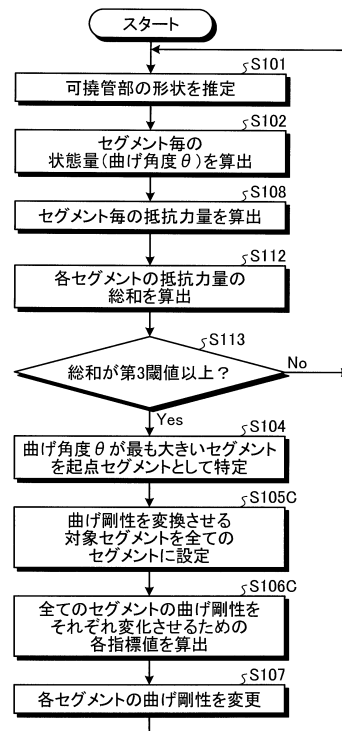 スタート
S101
可撓管部の形状を推定
S102
セグメント毎の
状態量(曲げ角度θ)を算出
S108
セグメント毎の抵抗力量を算出
S112
各セグメントの抵抗力量の
総和を算出
S113
総和が第3閾値以上?
No
Yes
S104
曲げ角度θが最も大きいセグメント
を起点セグメントとして特定
S105C
曲げ剛性を変換させる
対象セグメントを全ての
セグメントに設定
S106C
全てのセグメントの曲げ剛性を
それぞれ変化させるための
各指標値を算出
S107
各セグメントの曲げ剛性を変更